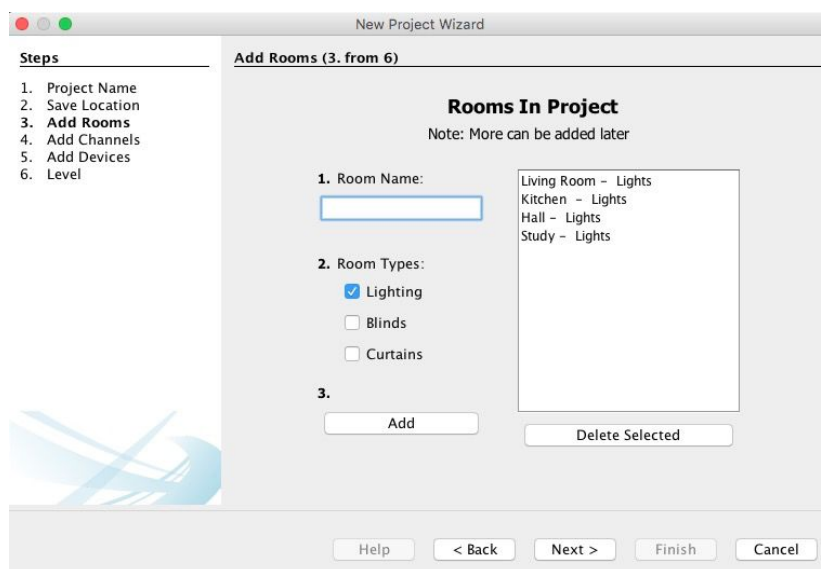 New Project Wizard
Steps
1. Project Name
2. Save Location
3. Add Rooms
4. Add Channels
5. Add Devices
6. Level
Add Rooms (3. from 6)
Rooms In Project
Note: More can be added later
1. Room Name:
2. Room Types:
Lighting
Blinds
Curtains
3.
Add
Living Room – Lights
Kitchen – Lights
Hall – Lights
Study – Lights
Delete Selected
Help
< Back
Next >
Finish
Cancel